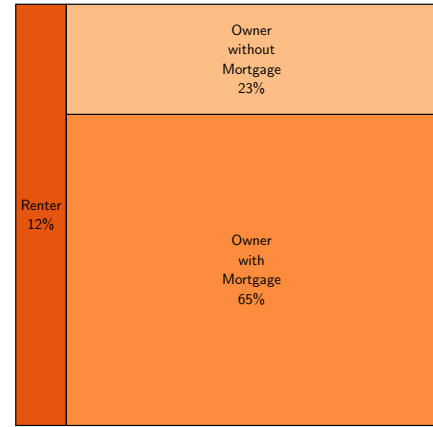 Owner
without
Mortgage
23%
Renter
12%
Owner
with
Mortgage
65%